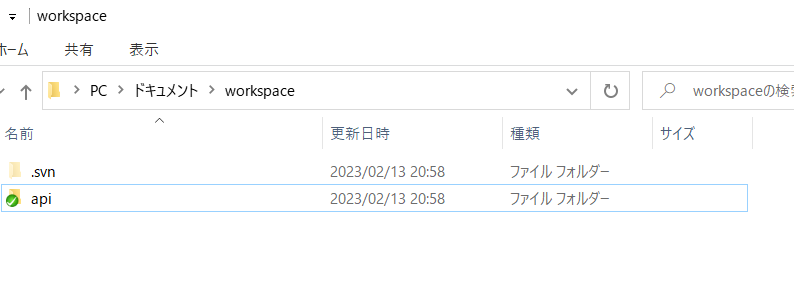 workspace
ホーム 共有 表示
PC ドキュメント workspace
workspaceの検索
名前 更新日時 種類 サイズ
.svn 2023/02/13 20:58 ファイル フォルダー
api 2023/02/13 20:58 ファイル フォルダー